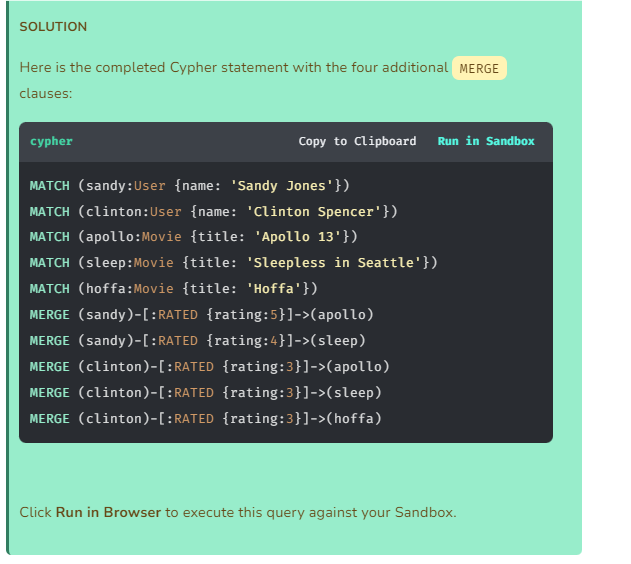 SOLUTION
Here is the completed Cypher statement with the four additional MERGE
clauses:
cypher Copy to Clipboard Run in Sandbox
MATCH (sandy:User {name: 'Sandy Jones'})
MATCH (clinton:User {name: 'Clinton Spencer'})
MATCH (apollo:Movie {title: 'Apollo 13'})
MATCH (sleep:Movie {title: 'Sleepless in Seattle'})
MATCH (hoffa:Movie {title: 'Hoffa'})
MERGE (sandy)-[:RATED {rating:5}]->(apollo)
MERGE (sandy)-[:RATED {rating:4}]->(sleep)
MERGE (clinton)-[:RATED {rating:3}]->(apollo)
MERGE (clinton)-[:RATED {rating:3}]->(sleep)
MERGE (clinton)-[:RATED {rating:3}]->(hoffa)
Click Run in Browser to execute this query against your Sandbox.